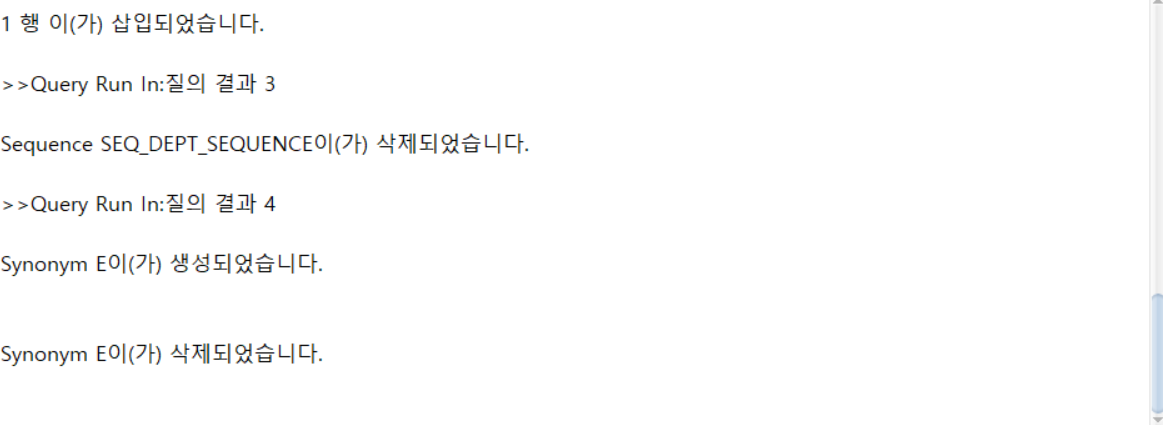 1 행 이(가) 삽입되었습니다.
>>Query Run In:질의 결과 3
Sequence SEQ_DEPT_SEQUENCE이(가) 삭제되었습니다.
>>Query Run In:질의 결과 4
Synonym E이(가) 생성되었습니다.
Synonym E이(가) 삭제되었습니다.